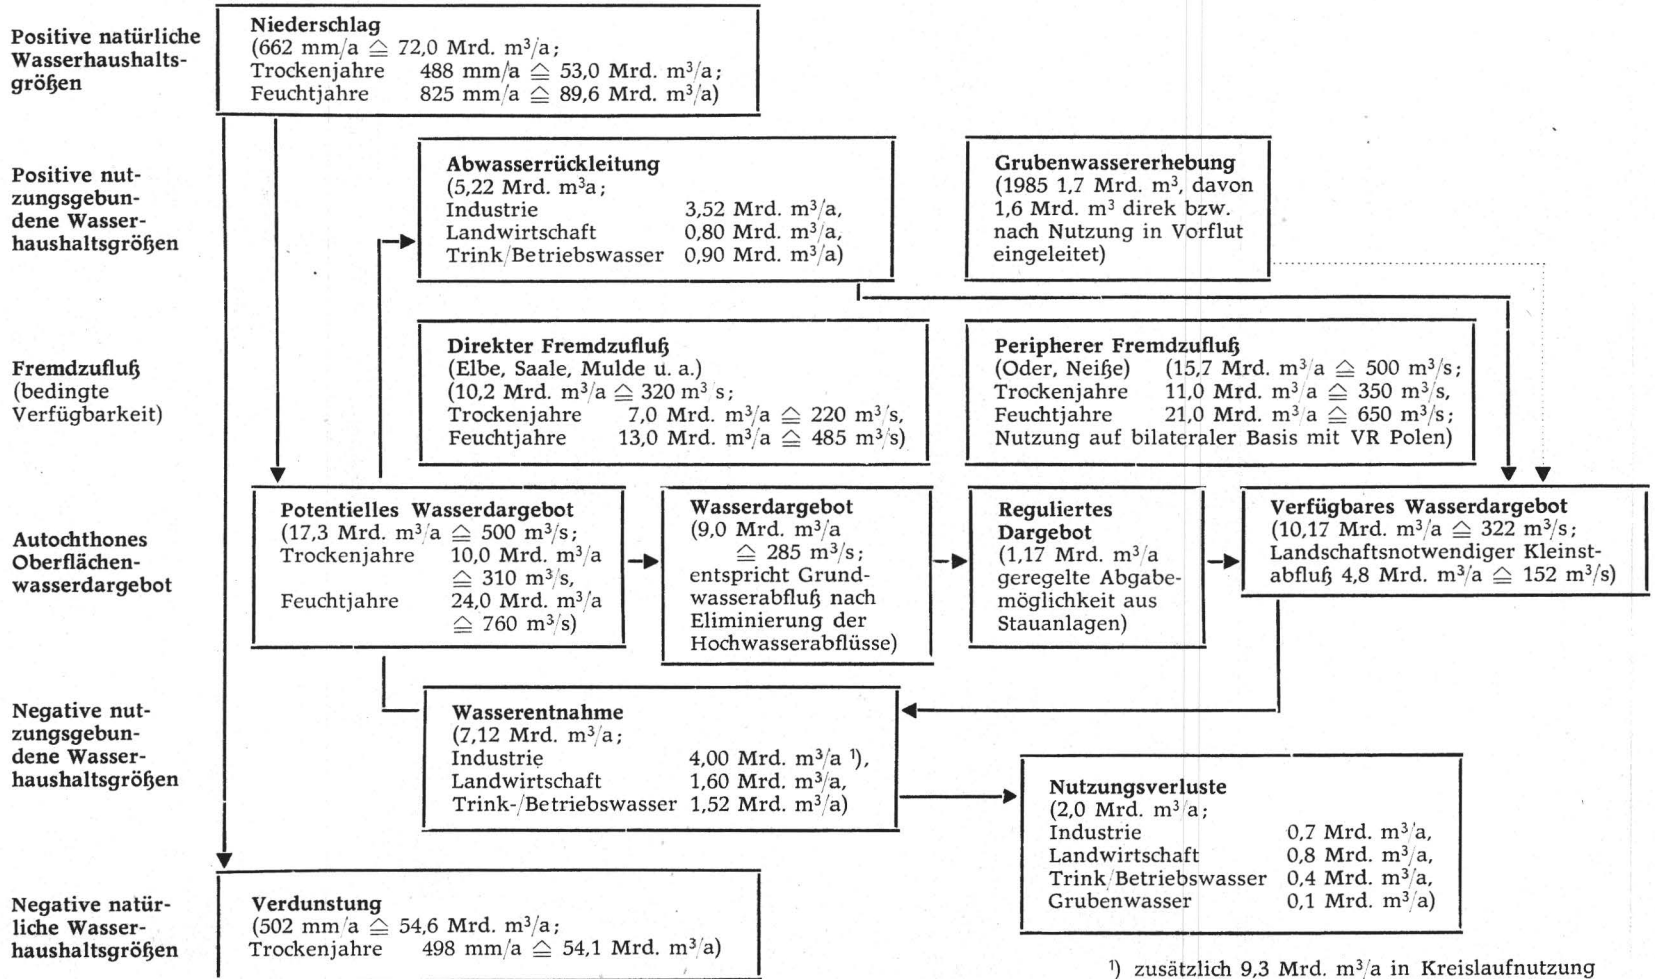 Positive natürliche
Wasserhaushalts-
größen
Niederschlag
(662 mm/a ≙ 72,0 Mrd. m³/a;
Trockenjahre 488 mm/a ≙ 53,0 Mrd. m³/a;
Feuchtjahre 825 mm/a ≙ 89,6 Mrd. m³/a)
Positive nut-
zungsgebun-
dene Wasser-
haushaltsgrößen
Abwasserrückleitung
(5,22 Mrd. m³a;
Industrie 3,52 Mrd. m³/a,
Landwirtschaft 0,80 Mrd. m³/a,
Trink/Betriebswasser 0,90 Mrd. m³/a)
Grubenwassererhebung
(1985 1,7 Mrd. m³, davon
1,6 Mrd. m³ direk bzw.
nach Nutzung in Vorflut
eingeleitet)
Fremdzufluß
(bedingte
Verfügbarkeit)
Direkter Fremdzufluß
(Elbe, Saale, Mulde u. a.)
(10,2 Mrd. m³/a ≙ 320 m³/s;
Trockenjahre 7,0 Mrd. m³/a ≙ 220 m³/s,
Feuchtjahre 13,0 Mrd. m³/a ≙ 485 m³/s)
Peripherer Fremdzufluß
(Oder, Neiße) (15,7 Mrd. m³/a ≙ 500 m³/s;
Trockenjahre 11,0 Mrd. m³/a ≙ 350 m³/s,
Feuchtjahre 21,0 Mrd. m³/a ≙ 650 m³/s;
Nutzung auf bilateraler Basis mit VR Polen)
Autochthones
Oberflächen-
wasserdargebot
Potentielles Wasserdargebot
(17,3 Mrd. m³/a ≙ 500 m³/s;
Trockenjahre 10,0 Mrd. m³/a
≙ 310 m³/s,
Feuchtjahre 24,0 Mrd. m³/a
≙ 760 m³/s)
Wasserdargebot
(9,0 Mrd. m³/a
≙ 285 m³/s;
entspricht Grund-
wasserabfluß nach
Eliminierung der
Hochwasserabflüsse)
Reguliertes
Dargebot
(1,17 Mrd. m³/a
geregelte Abgabe-
möglichkeit aus
Stauanlagen)
Verfügbares Wasserdargebot
(10,17 Mrd. m³/a ≙ 322 m³/s;
Landschaftsnotwendiger Kleinst-
abfluß 4,8 Mrd. m³/a ≙ 152 m³/s)
Negative nut-
zungsgebun-
dene Wasser-
haushaltsgrößen
Wasserentnahme
(7,12 Mrd. m³/a;
Industrie 4,00 Mrd. m³/a ¹),
Landwirtschaft 1,60 Mrd. m³/a,
Trink-/Betriebswasser 1,52 Mrd. m³/a)
Nutzungsverluste
(2,0 Mrd. m³/a;
Industrie 0,7 Mrd. m³/a,
Landwirtschaft 0,8 Mrd. m³/a,
Trink/Betriebswasser 0,4 Mrd. m³/a,
Grubenwasser 0,1 Mrd. m³/a)
Negative natür-
liche Wasser-
haushaltsgrößen
Verdunstung
(502 mm/a ≙ 54,6 Mrd. m³/a;
Trockenjahre 498 mm/a ≙ 54,1 Mrd. m³/a)
¹) zusätzlich 9,3 Mrd. m³/a in Kreislaufnutzung